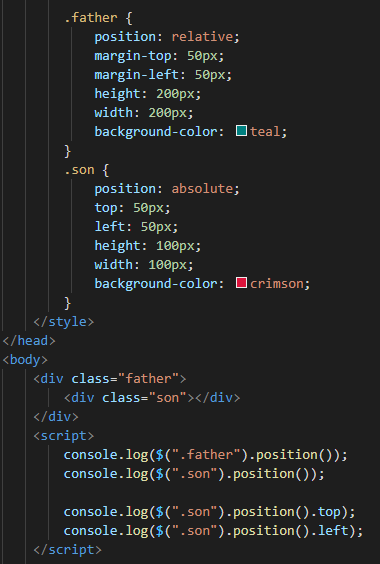 .father {
position: relative;
margin-top: 50px;
margin-left: 50px;
height: 200px;
width: 200px;
background-color: teal;
}
.son {
position: absolute;
top: 50px;
left: 50px;
height: 100px;
width: 100px;
background-color: crimson;
}
</style>
</head>
<body>
<div class="father">
<div class="son"></div>
</div>
<script>
console.log($(".father").position());
console.log($(".son").position());
console.log($(".son").position().top);
console.log($(".son").position().left);
</script>